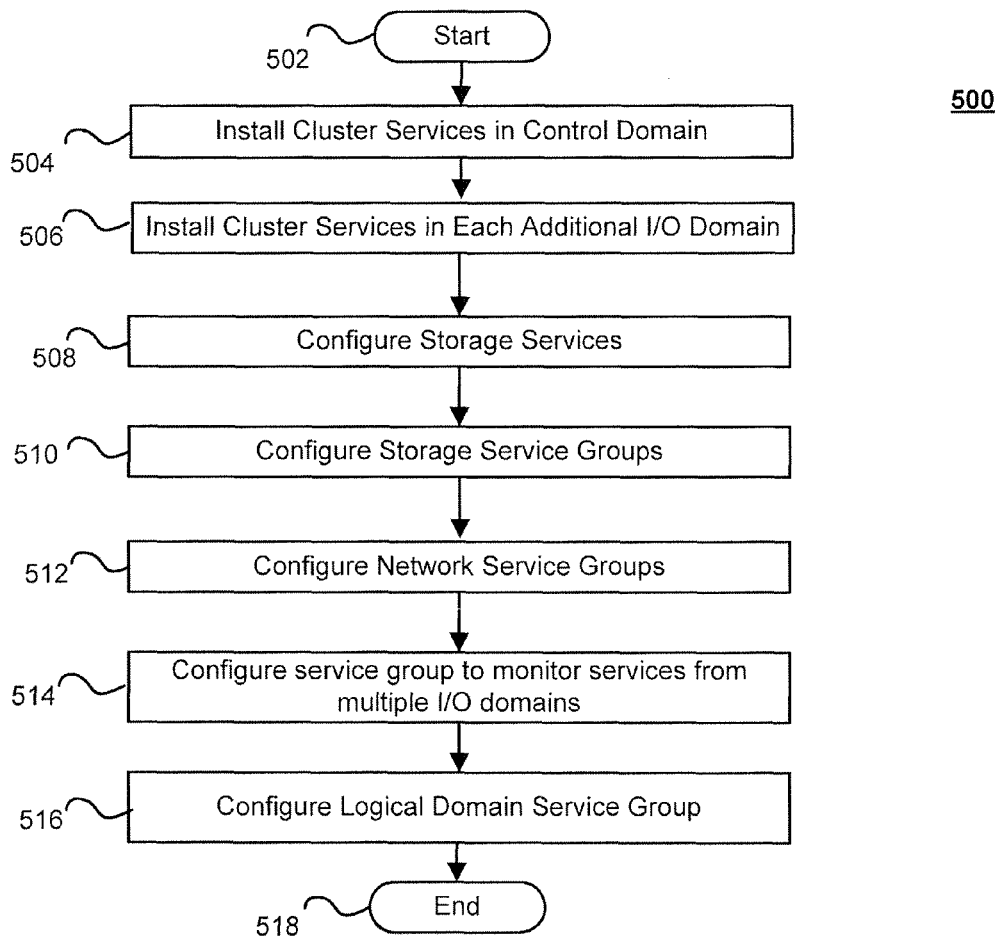 Start
502
500
Install Cluster Services in Control Domain
504
Install Cluster Services in Each Additional I/O Domain
506
Configure Storage Services
508
Configure Storage Service Groups
510
Configure Network Service Groups
512
Configure service group to monitor services from
multiple I/O domains
514
Configure Logical Domain Service Group
516
End
518